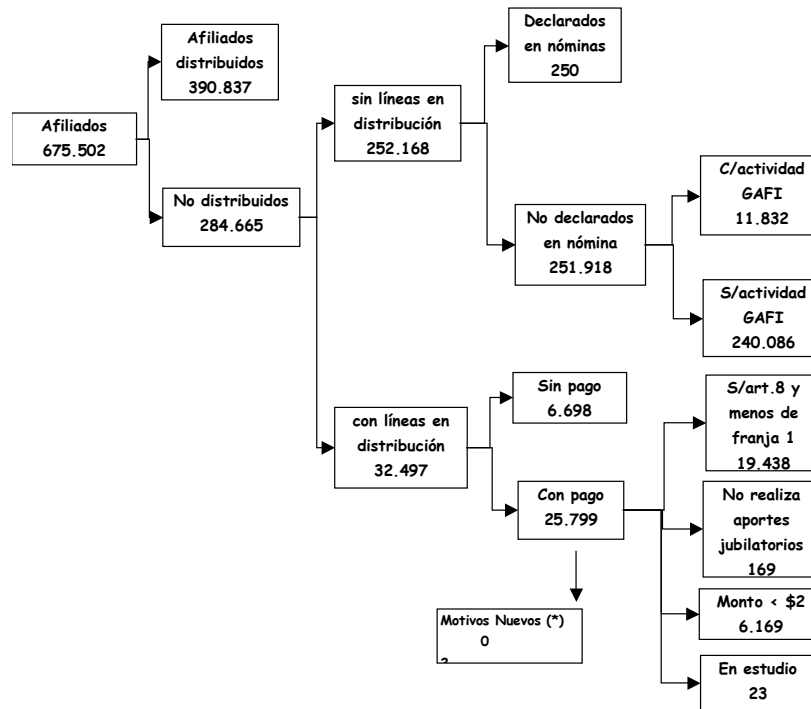 Afiliados
675.502
Afiliados
distribuidos
390.837
No distribuidos
284.665
sin líneas en
distribución
252.168
Declarados
en nóminas
250
No declarados
en nómina
251.918
C/actividad
GAFI
11.832
S/actividad
GAFI
240.086
con líneas en
distribución
32.497
Sin pago
6.698
Con pago
25.799
S/art.8 y
menos de
franja 1
19.438
No realiza
aportes
jubilatorios
169
Monto < $2
6.169
En estudio
23
Motivos Nuevos (*)
0